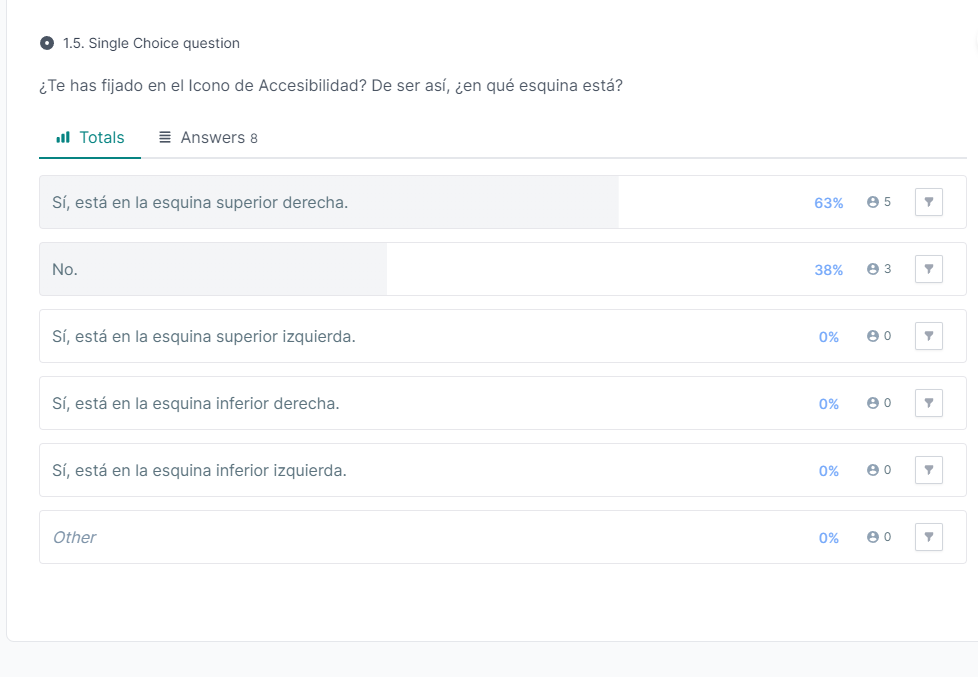 1.5. Single Choice question
¿Te has fijado en el Icono de Accesibilidad? De ser así, ¿en qué esquina está?
Totals Answers 8
Sí, está en la esquina superior derecha. 63% 5
No. 38% 3
Sí, está en la esquina superior izquierda. 0% 0
Sí, está en la esquina inferior derecha. 0% 0
Sí, está en la esquina inferior izquierda. 0% 0
Other 0% 0